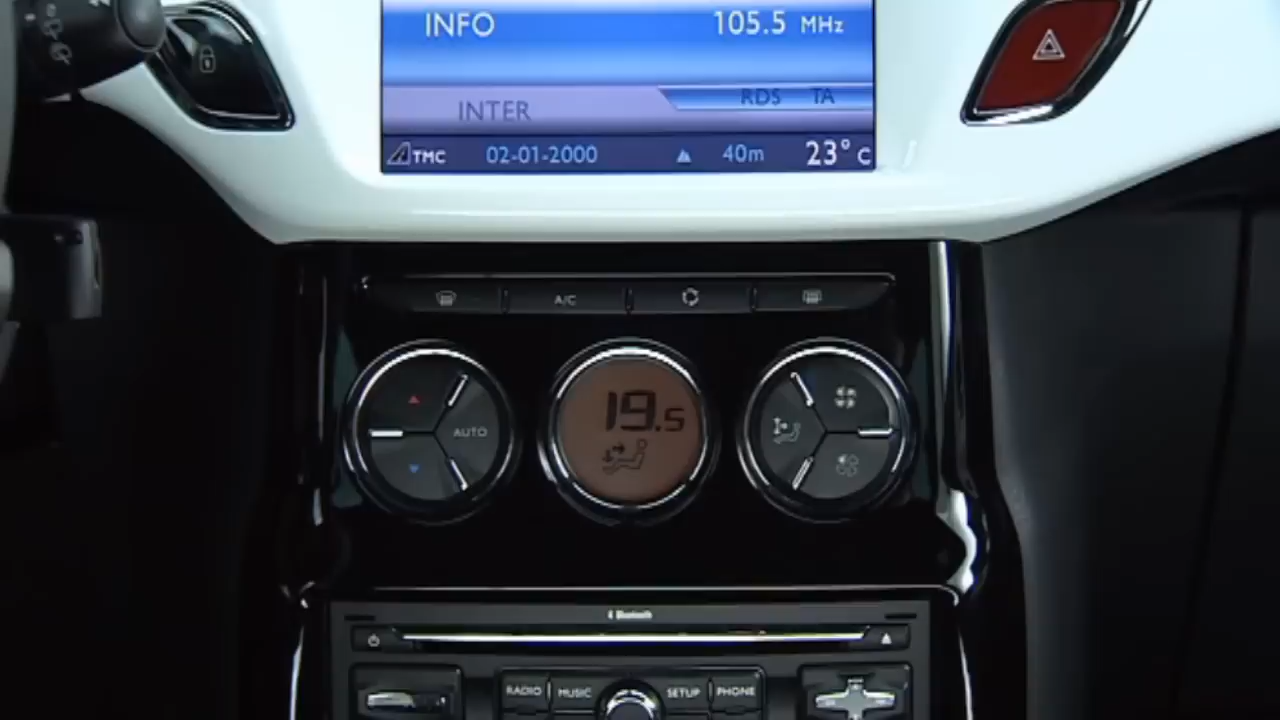 INFO 105.5 MHz
INTER RDS TA
TMC 02-01-2000 40m 23° C
A/C
AUTO 19.5
Bluetooth
RADIO MUSIC SETUP PHONE